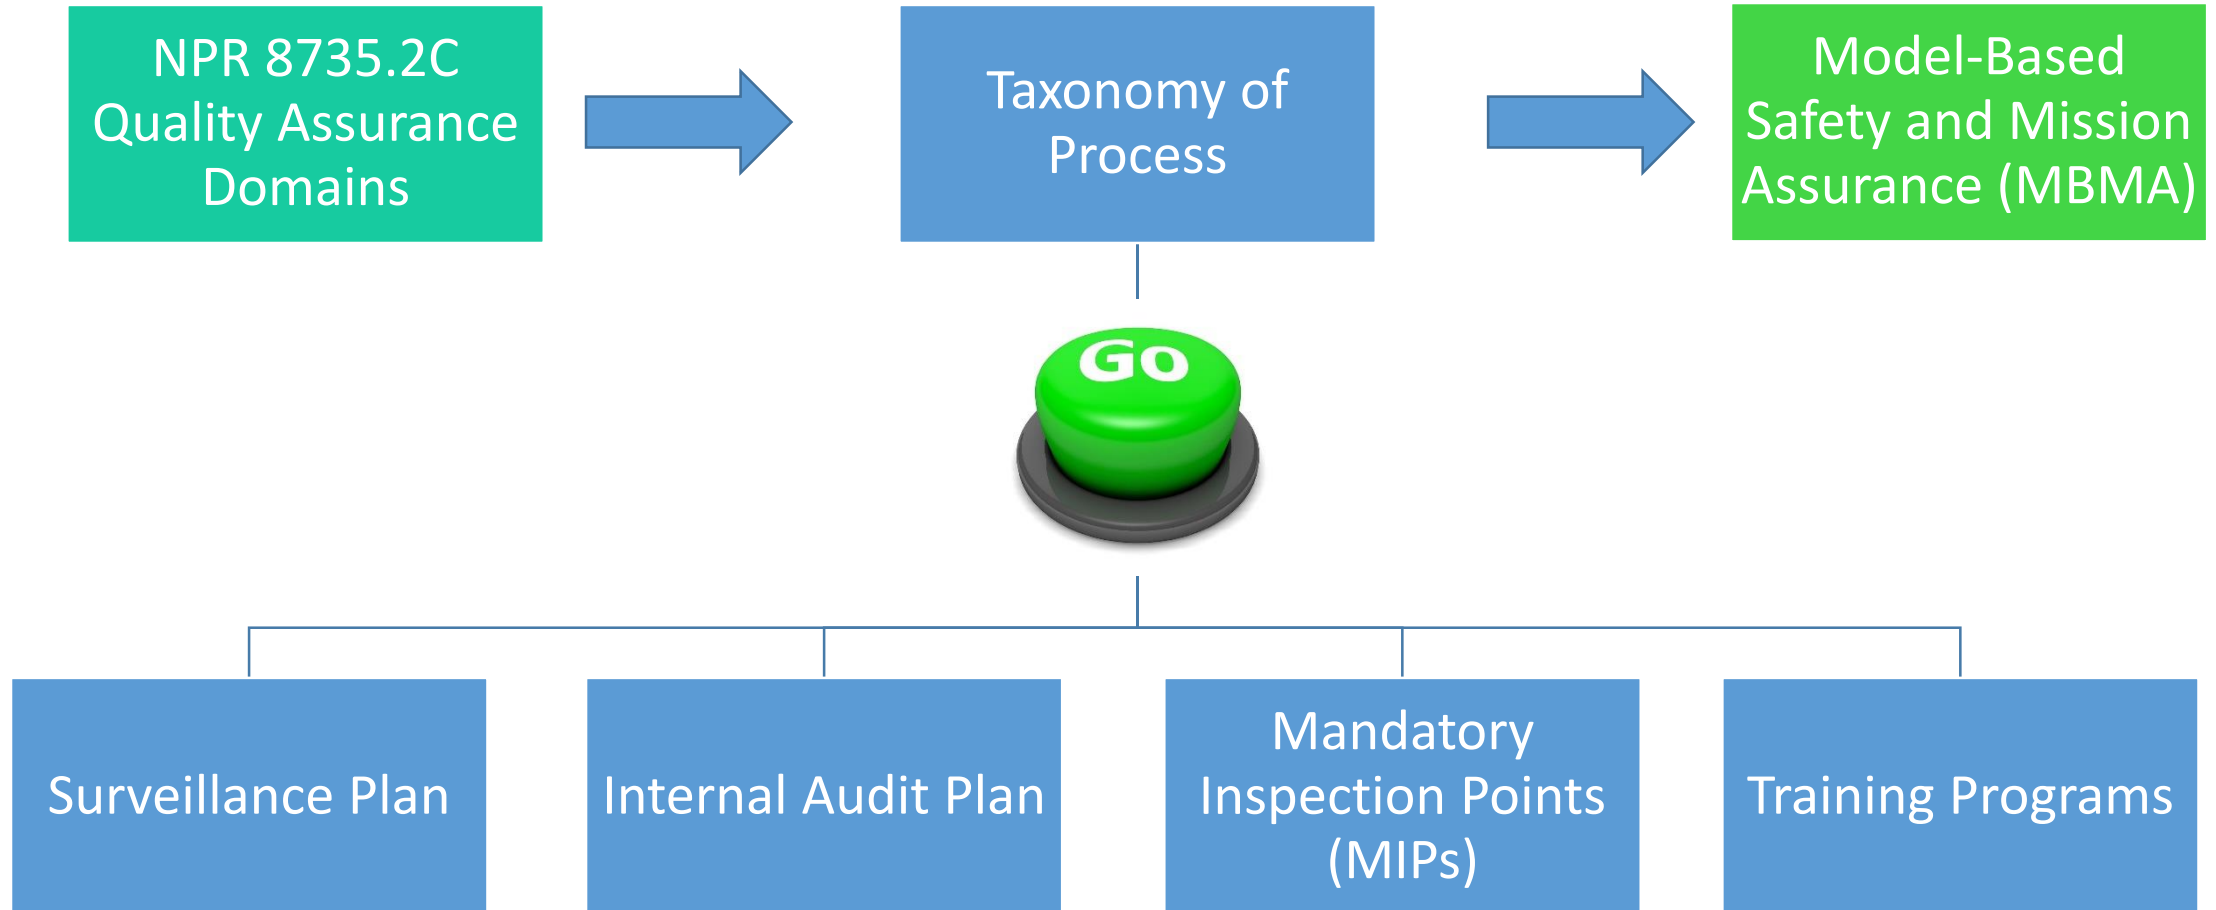 NPR 8735.2C
Quality Assurance
Domains
Taxonomy of
Process
Model-Based
Safety and Mission
Assurance (MBMA)
Go
Surveillance Plan
Internal Audit Plan
Mandatory
Inspection Points
(MIPs)
Training Programs